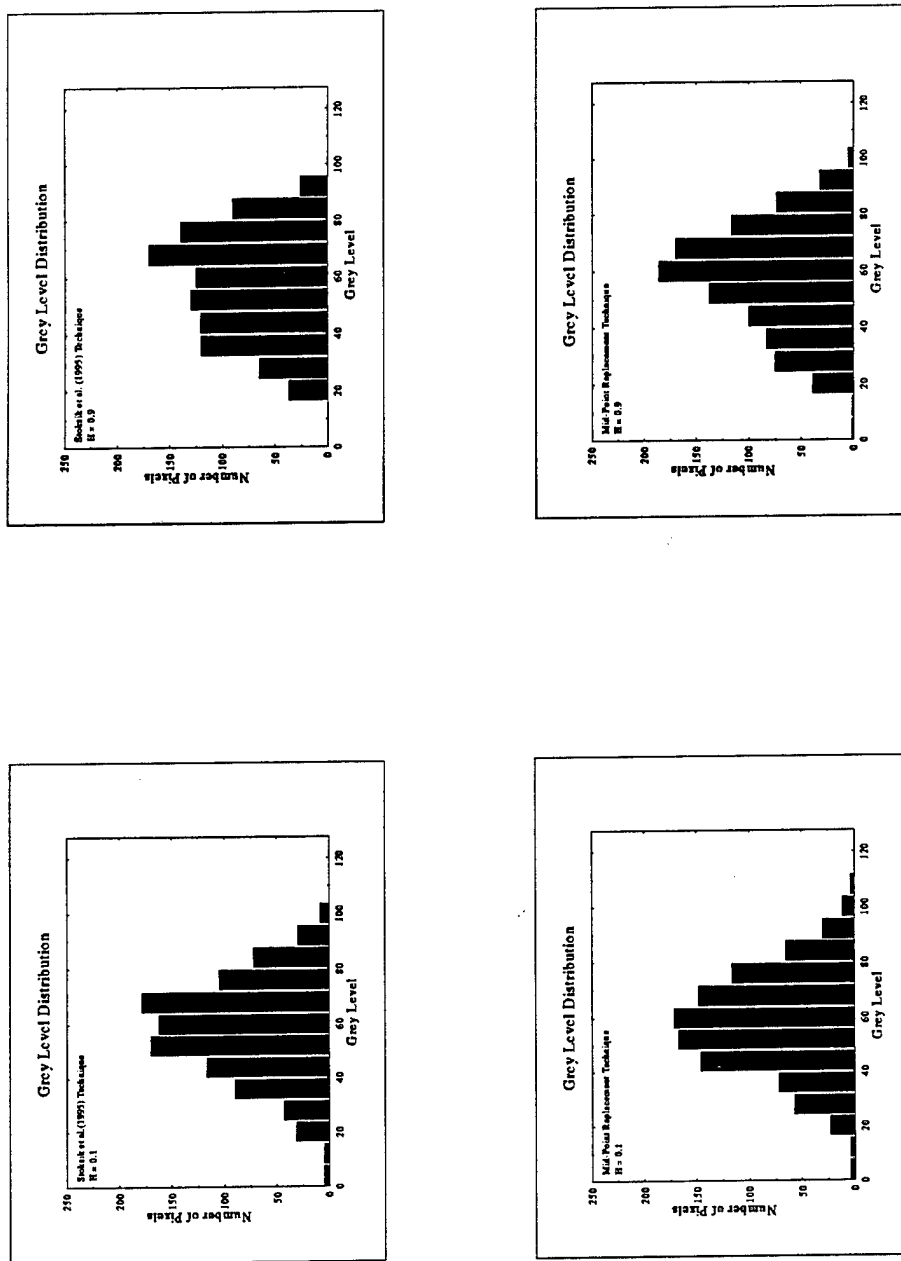 Grey Level Distribution
Stoksik et al. (1995) Technique
H = 0.1
Number of Pixels
250
200
150
100
50
0
0 20 40 60 80 100 120
Grey Level
Grey Level Distribution
Stoksik et al. (1995) Technique
H = 0.9
Number of Pixels
250
200
150
100
50
0
0 20 40 60 80 100 120
Grey Level
Grey Level Distribution
Mid-Point Replacement Technique
H = 0.1
Number of Pixels
250
200
150
100
50
0
0 20 40 60 80 100 120
Grey Level
Grey Level Distribution
Mid-Point Replacement Technique
H = 0.9
Number of Pixels
250
200
150
100
50
0
0 20 40 60 80 100 120
Grey Level